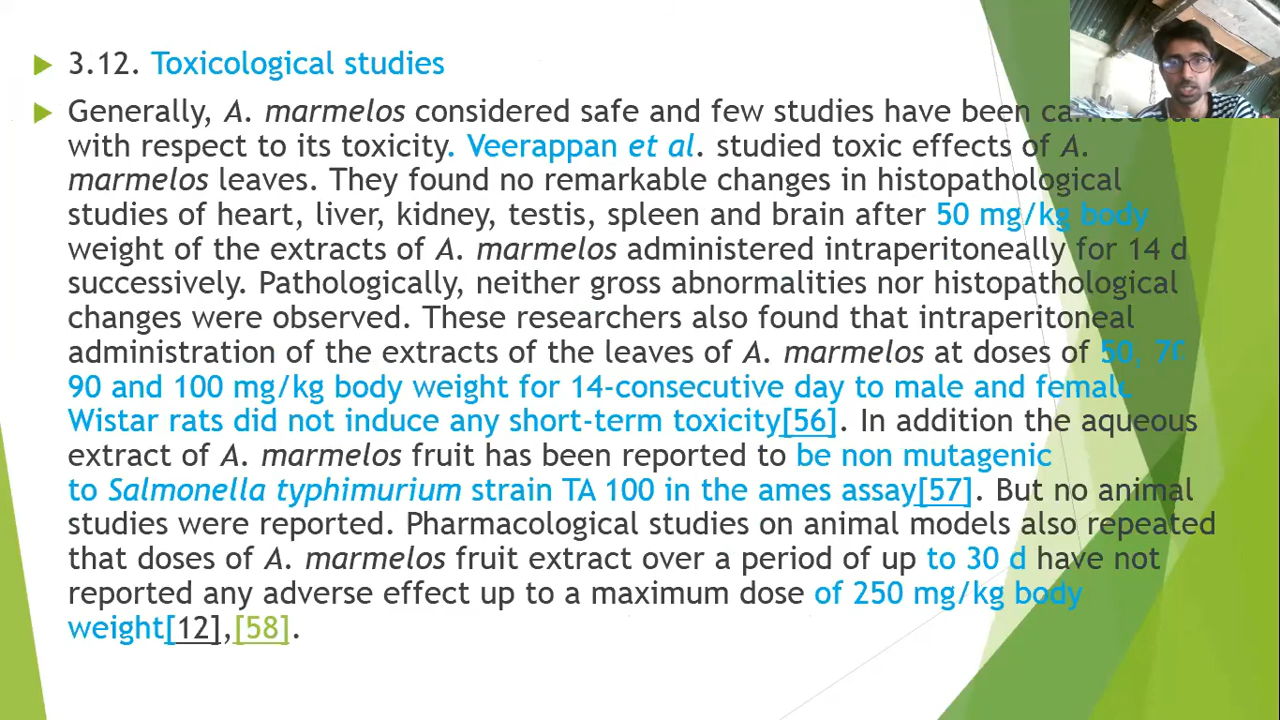 3.12. Toxicological studies
Generally, A. marmelos considered safe and few studies have been
with respect to its toxicity. Veerappan et al. studied toxic effects of A.
marmelos leaves. They found no remarkable changes in histopathological
studies of heart, liver, kidney, testis, spleen and brain after 50 mg/kg body
weight of the extracts of A. marmelos administered intraperitoneally for 14 d
successively. Pathologically, neither gross abnormalities nor histopathological
changes were observed. These researchers also found that intraperitoneal
administration of the extracts of the leaves of A. marmelos at doses of 50, 70
90 and 100 mg/kg body weight for 14-consecutive day to male and female
Wistar rats did not induce any short-term toxicity[56]. In addition the aqueous
extract of A. marmelos fruit has been reported to be non mutagenic
to Salmonella typhimurium strain TA 100 in the ames assay[57]. But no animal
studies were reported. Pharmacological studies on animal models also repeated
that doses of A. marmelos fruit extract over a period of up to 30 d have not
reported any adverse effect up to a maximum dose of 250 mg/kg body
weight[12],[58].